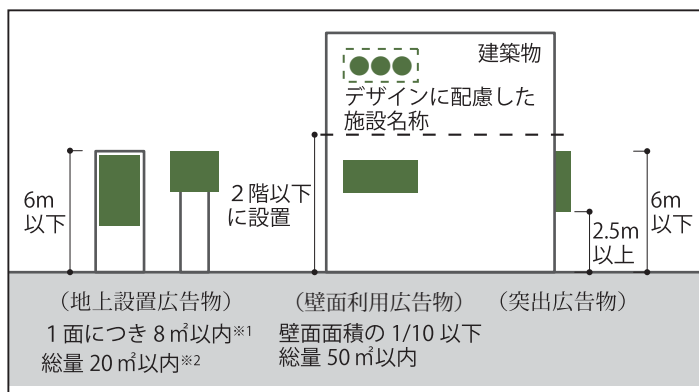 建築物
デザインに配慮した
施設名称
6m
以下
２階以下
に設置
2.5m
以上
6m
以下
（地上設置広告物）
１面につき 8 ㎡以内※1
総量 20 ㎡以内※2
（壁面利用広告物）
壁面面積の 1/10 以下
総量 50 ㎡以内
（突出広告物）